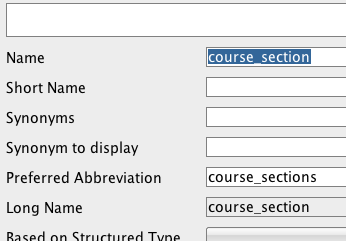 Name course_section
Short Name
Synonyms
Synonym to display
Preferred Abbreviation course_sections
Long Name course_section
Based on Structured Type